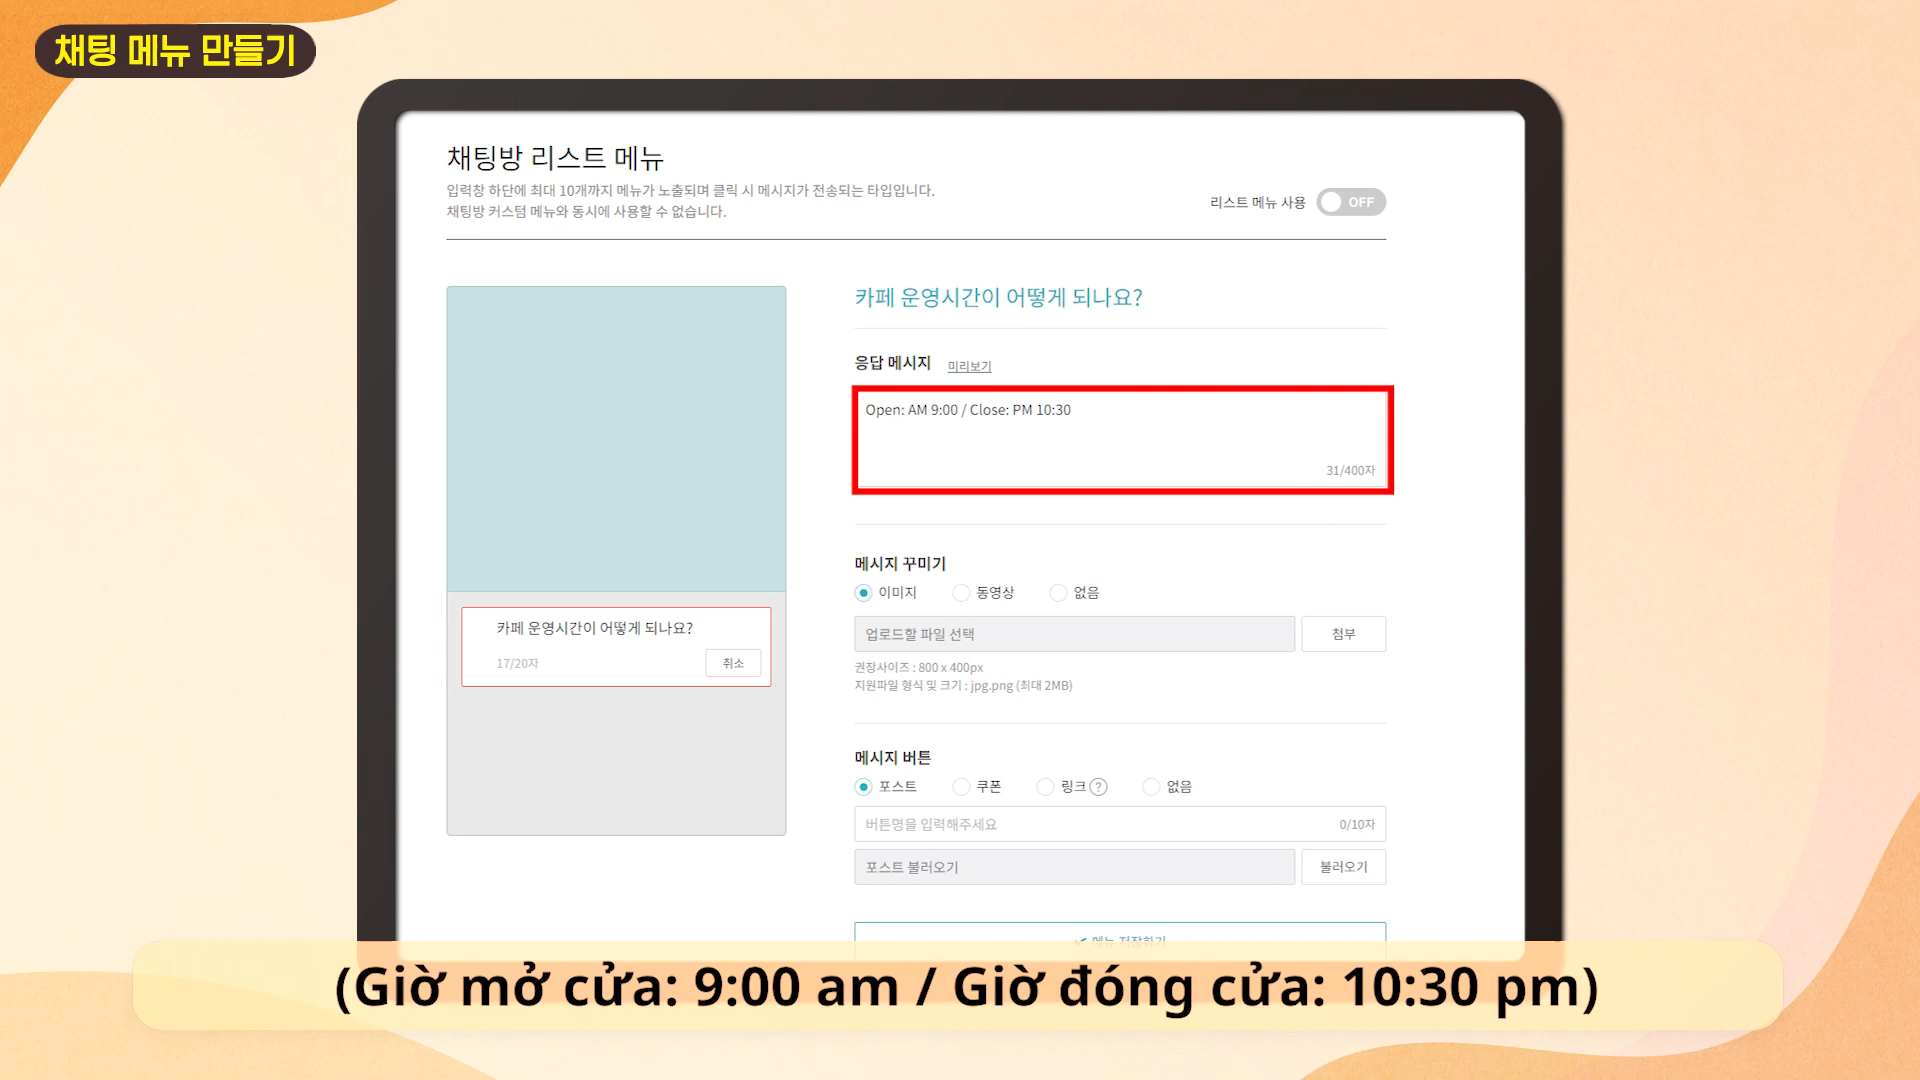 채팅 메뉴 만들기
채팅방 리스트 메뉴
입력창 하단에 최대 10개까지 메뉴가 노출되며 클릭 시 메시지가 전송되는 타입입니다.
채팅방 커스텀 메뉴와 동시에 사용할 수 없습니다.
리스트 메뉴 사용 OFF
카페 운영시간이 어떻게 되나요?
17/20자 취소
카페 운영시간이 어떻게 되나요?
응답 메시지 미리보기
Open: AM 9:00 / Close: PM 10:30
31/400자
메시지 꾸미기
이미지 동영상 없음
업로드할 파일 선택 첨부
권장사이즈 : 800 x 400px
지원파일 형식 및 크기 : jpg.png (최대 2MB)
메시지 버튼
포스트 쿠폰 링크 ? 없음
버튼명을 입력해주세요 0/10자
포스트 불러오기 불러오기
메뉴 저장하기
(Giờ mở cửa: 9:00 am / Giờ đóng cửa: 10:30 pm)